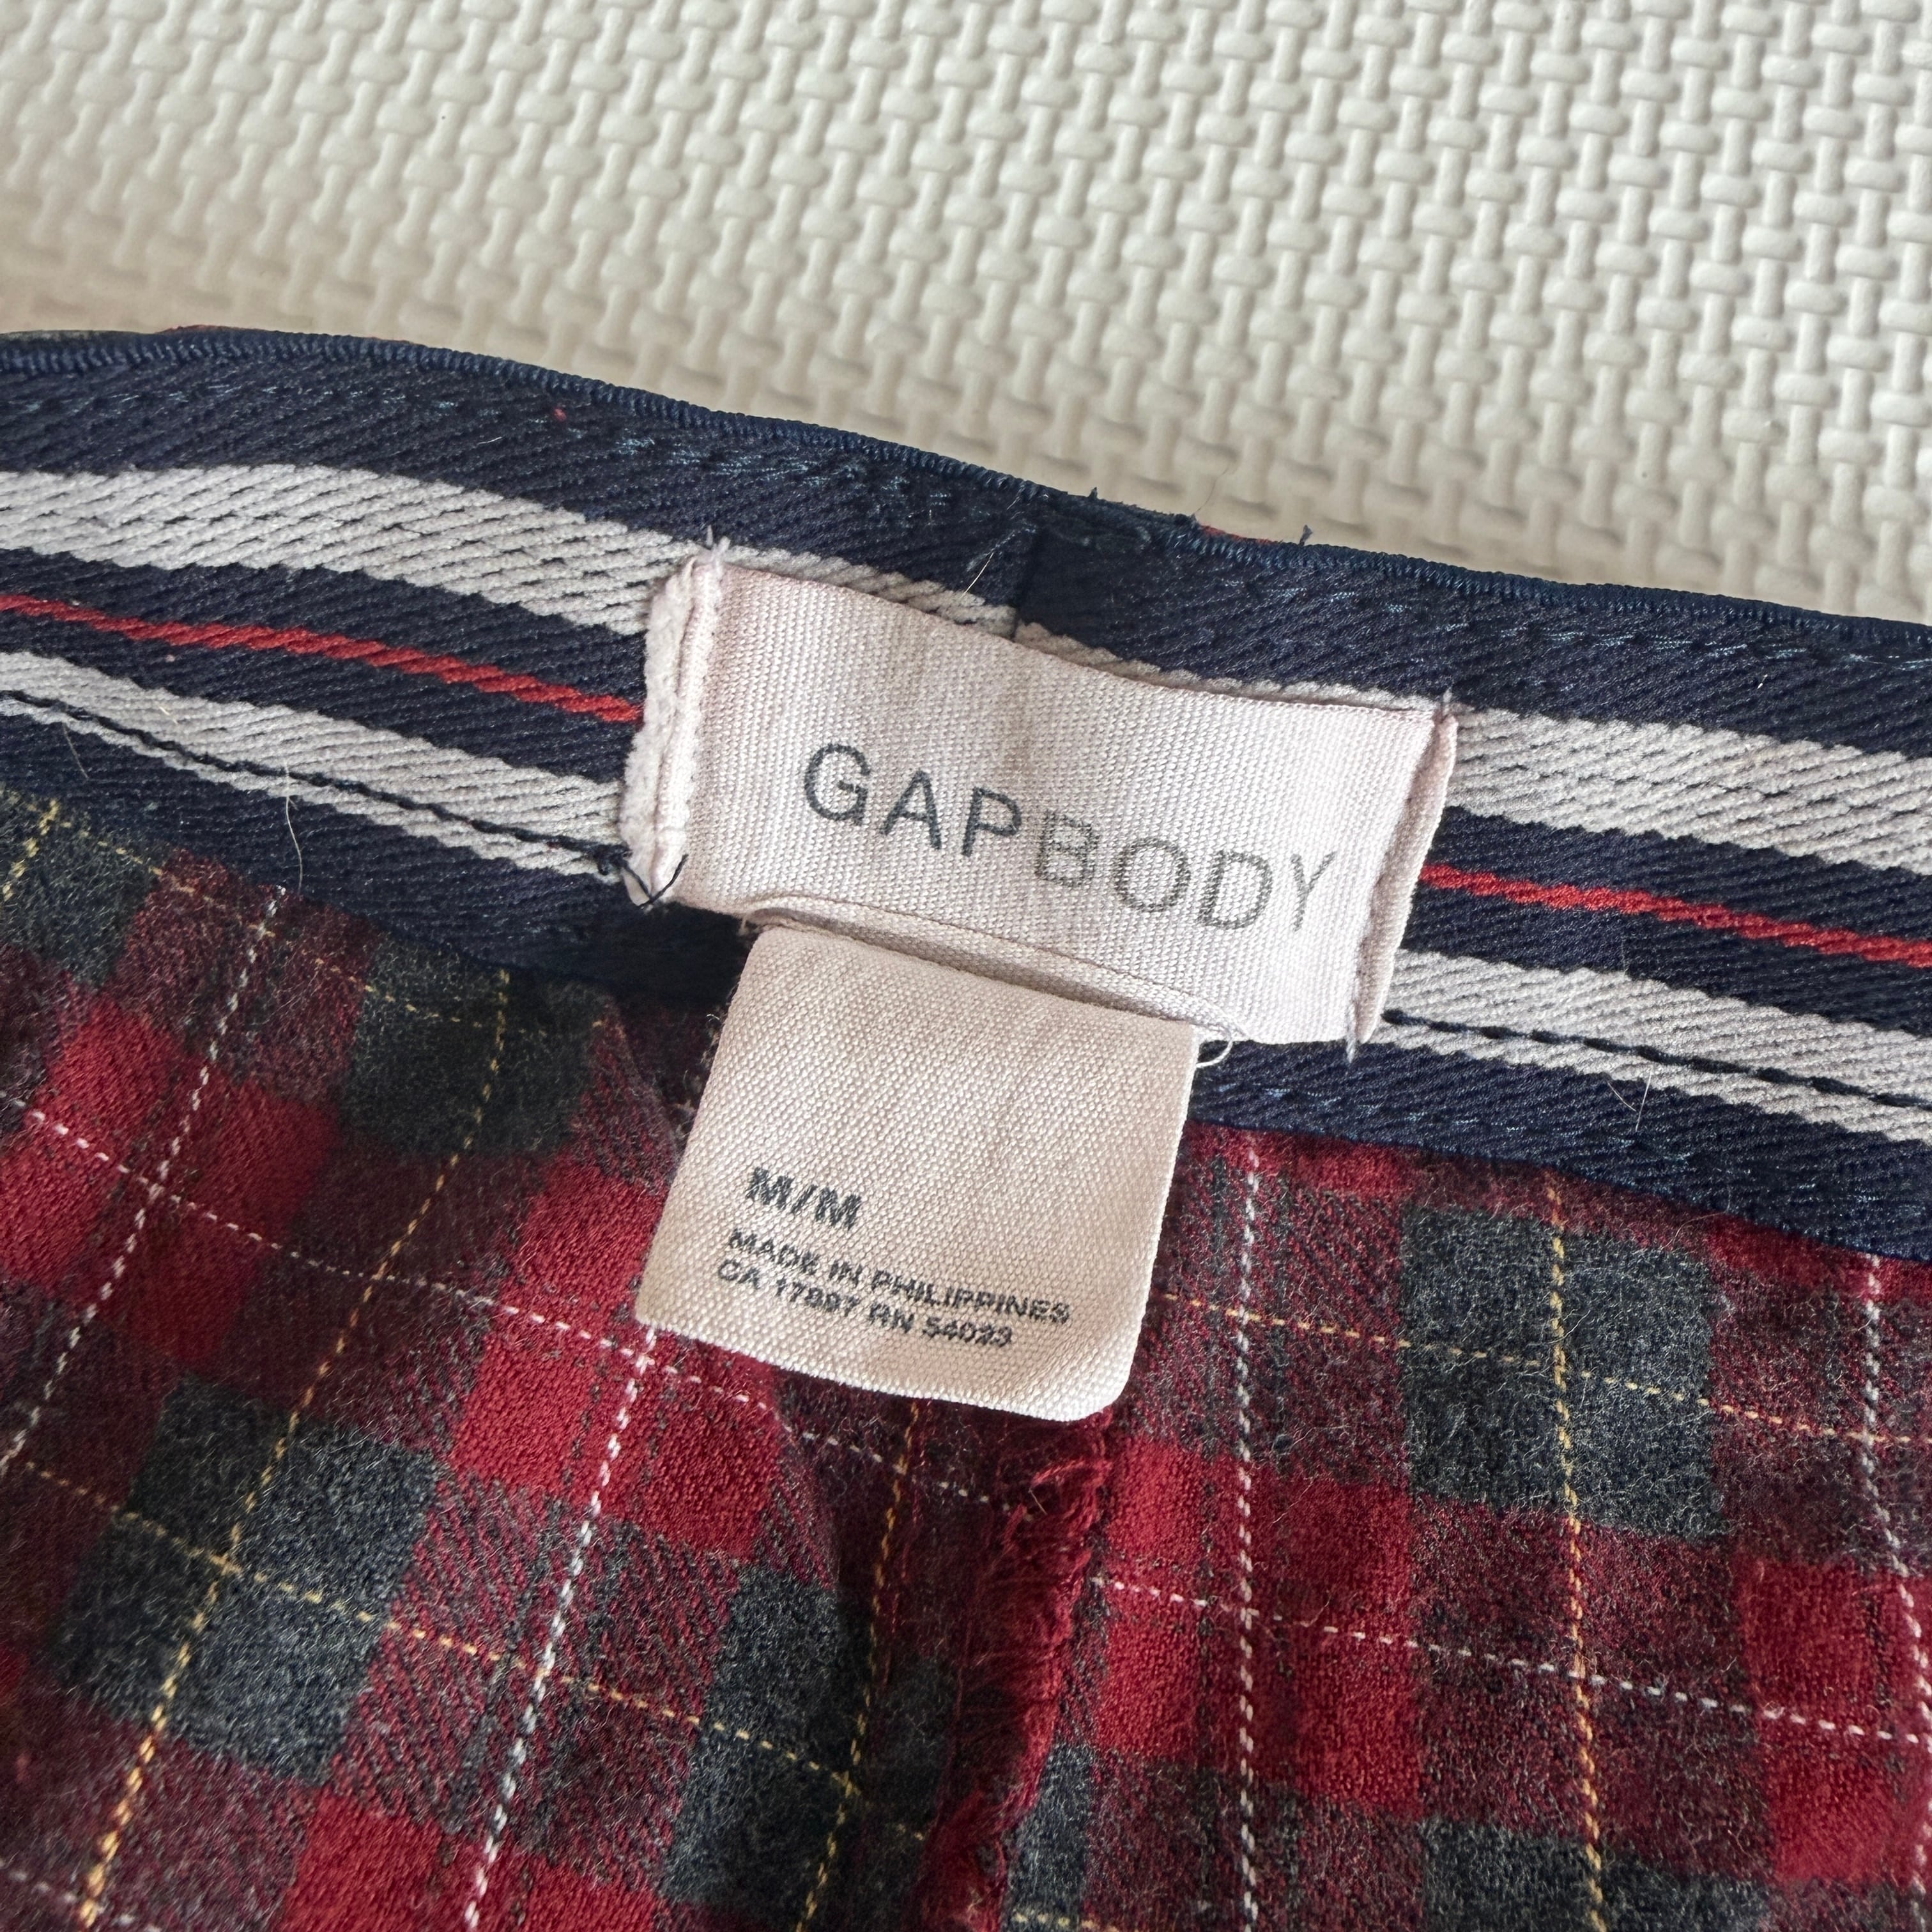 GAPBODY
M/M
MADE IN PHILIPPINES
CA 17897 RN 54023